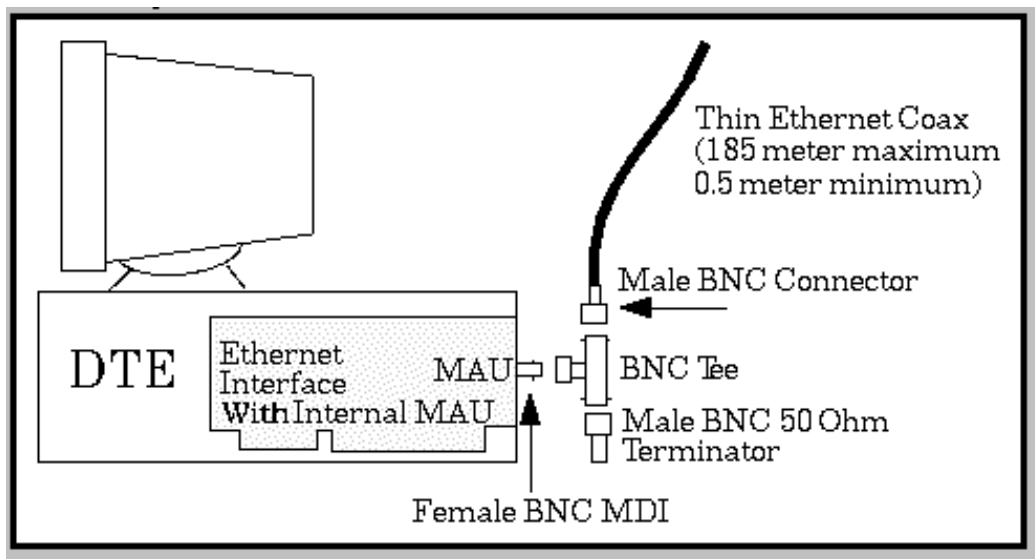 Thin Ethernet Coax
(185 meter maximum
0.5 meter minimum)
Male BNC Connector
DTE
Ethernet
Interface
With Internal MAU
MAU
BNC Tee
Male BNC 50 Ohm
Terminator
Female BNC MDI